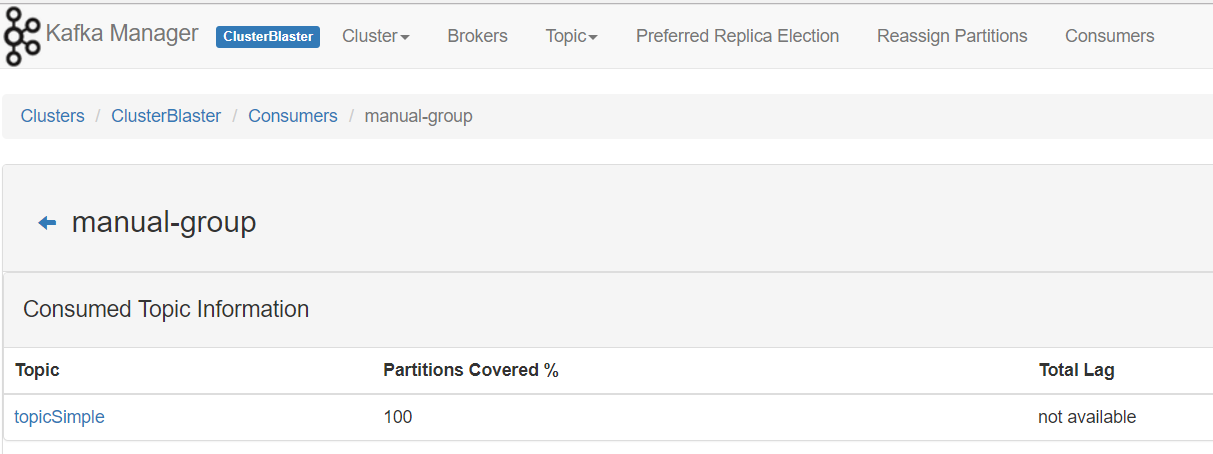 Kafka Manager ClusterBlaster Cluster Brokers Topic Preferred Replica Election Reassign Partitions Consumers
Clusters / ClusterBlaster / Consumers / manual-group
manual-group
Consumed Topic Information
Topic Partitions Covered % Total Lag
topicSimple 100 not available